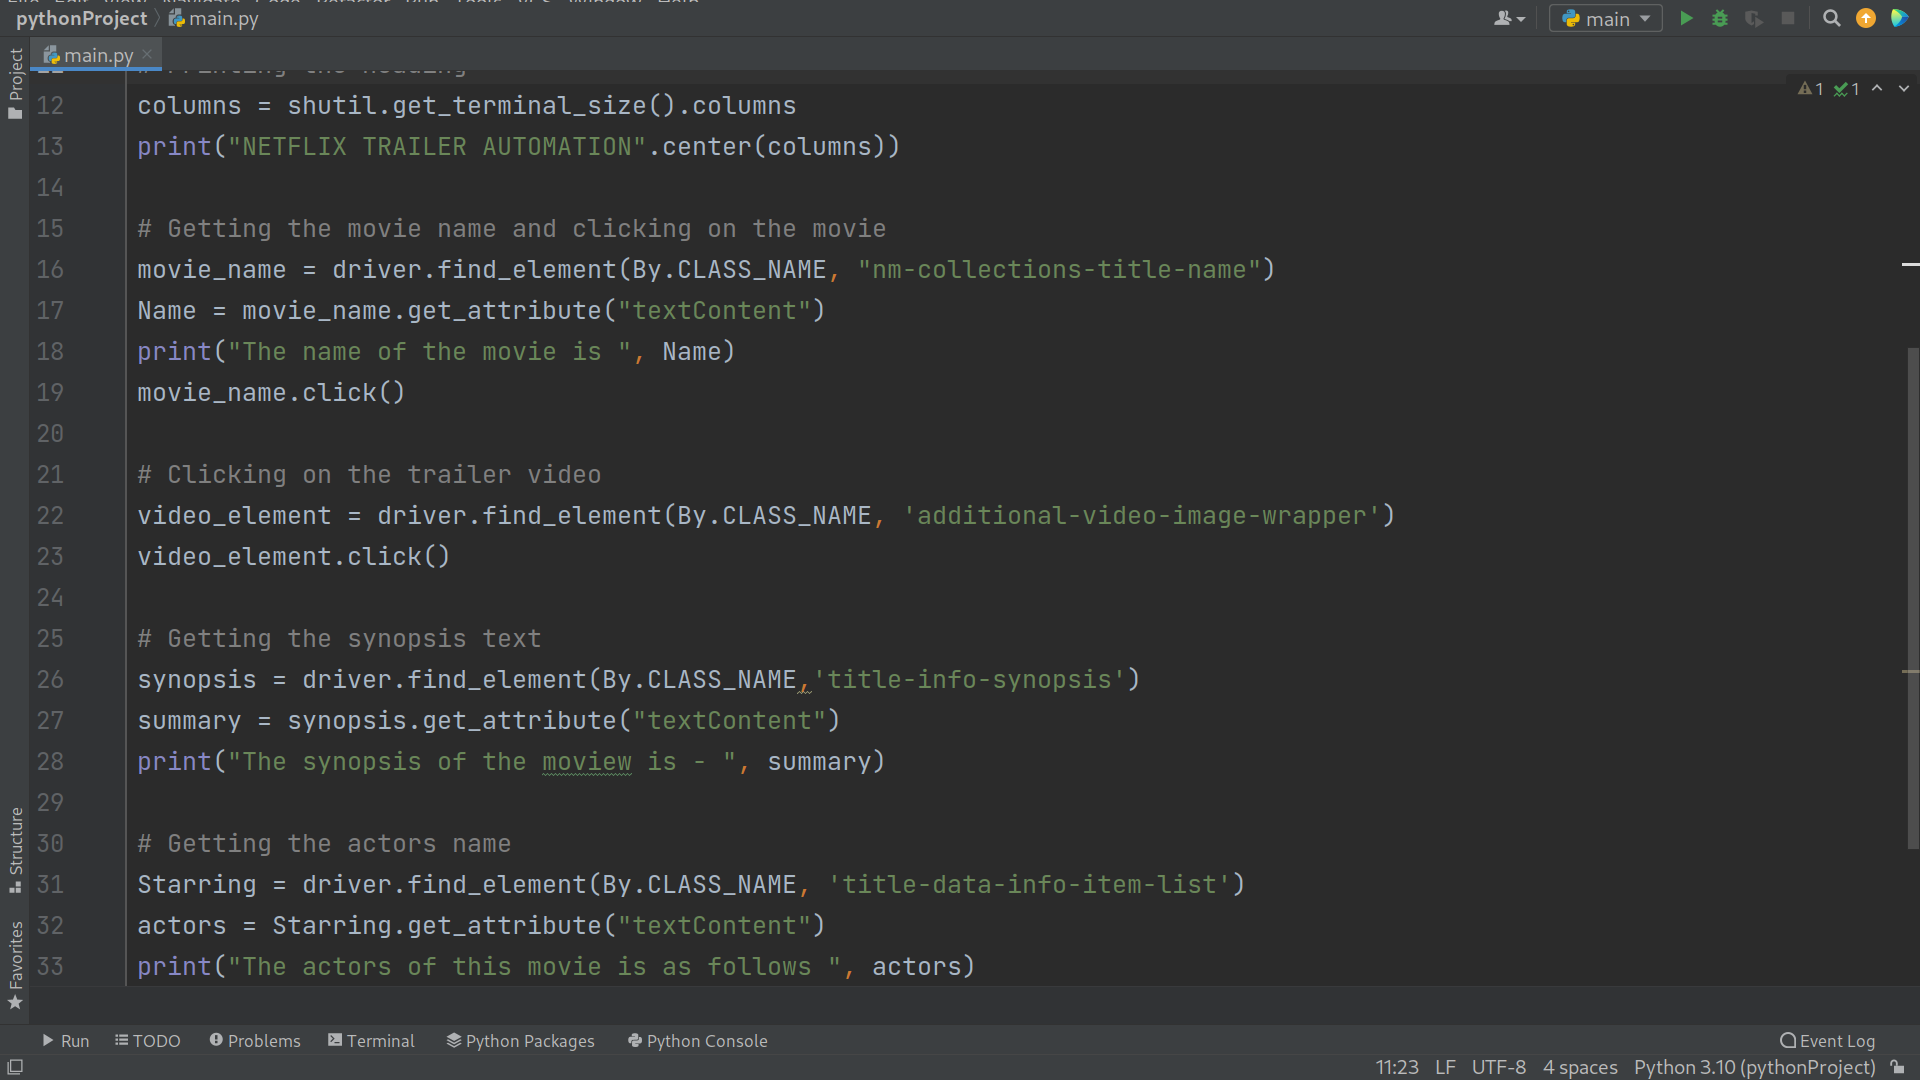 pythonProject main.py
main
main.py
Project
12 columns = shutil.get_terminal_size().columns
1 1
13 print("NETFLIX TRAILER AUTOMATION".center(columns))
14
15 # Getting the movie name and clicking on the movie
16 movie_name = driver.find_element(By.CLASS_NAME, "nm-collections-title-name")
17 Name = movie_name.get_attribute("textContent")
18 print("The name of the movie is ", Name)
19 movie_name.click()
20
21 # Clicking on the trailer video
22 video_element = driver.find_element(By.CLASS_NAME, 'additional-video-image-wrapper')
23 video_element.click()
24
25 # Getting the synopsis text
26 synopsis = driver.find_element(By.CLASS_NAME,'title-info-synopsis')
27 summary = synopsis.get_attribute("textContent")
28 print("The synopsis of the moview is - ", summary)
29
30 # Getting the actors name
31 Starring = driver.find_element(By.CLASS_NAME, 'title-data-info-item-list')
32 actors = Starring.get_attribute("textContent")
33 print("The actors of this movie is as follows ", actors)
Structure
Favorites
Run TODO Problems Terminal Python Packages Python Console Event Log
11:23 LF UTF-8 4 spaces Python 3.10 (pythonProject)